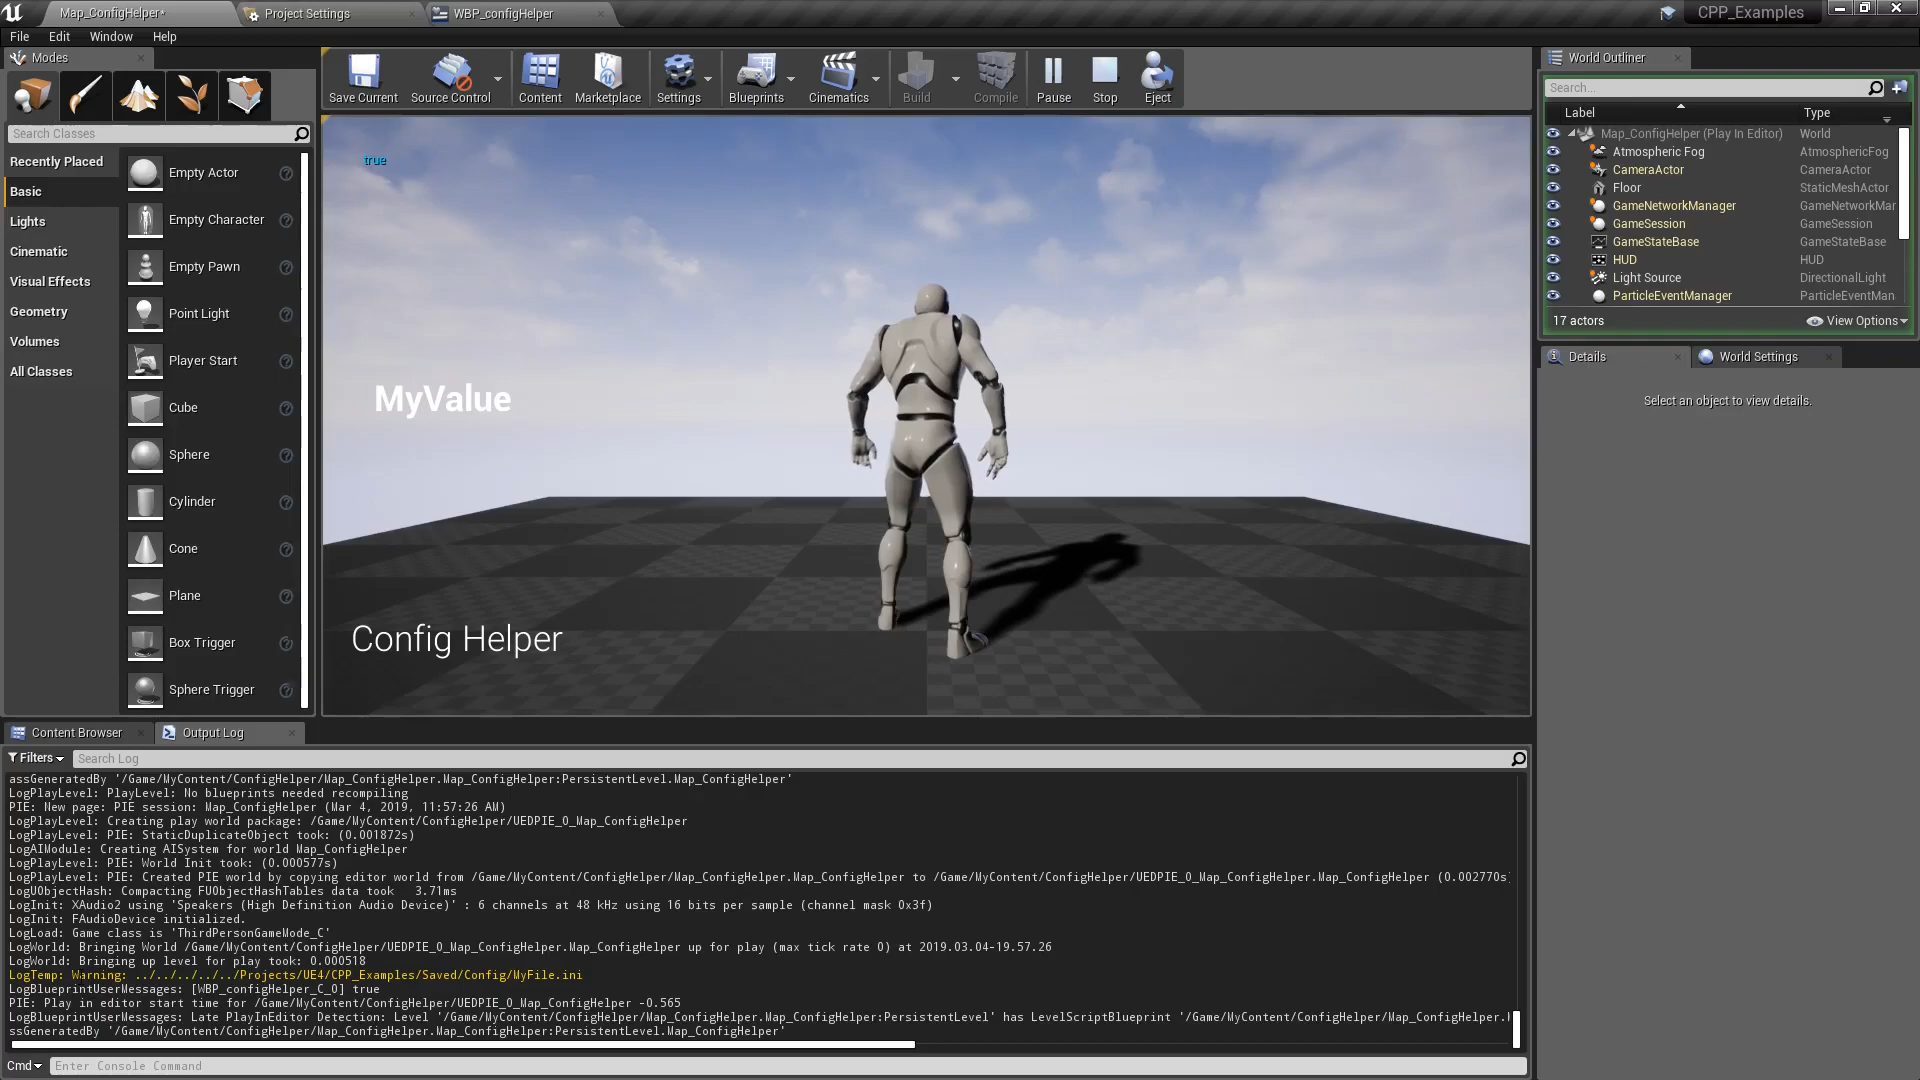 Map_ConfigHelper*
Project Settings
WBP_configHelper
CPP_Examples
File
Edit
Window
Help
Modes
Save Current
Source Control
Content
Marketplace
Settings
Blueprints
Cinematics
Build
Compile
Pause
Stop
Eject
Search Classes
Recently Placed
Basic
Lights
Cinematic
Visual Effects
Geometry
Volumes
All Classes
Empty Actor
Empty Character
Empty Pawn
Point Light
Player Start
Cube
Sphere
Cylinder
Cone
Plane
Box Trigger
Sphere Trigger
true
MyValue
Config Helper
World Outliner
Search...
Label Type
Map_ConfigHelper (Play In Editor) World
Atmospheric Fog AtmosphericFog
CameraActor CameraActor
Floor StaticMeshActor
GameNetworkManager GameNetworkMar
GameSession GameSession
GameStateBase GameStateBase
HUD HUD
Light Source DirectionalLight
ParticleEventManager ParticleEventMan
17 actors
View Options
Details
World Settings
Select an object to view details.
Content Browser
Output Log
Filters
Search Log
assGeneratedBy '/Game/MyContent/ConfigHelper/Map_ConfigHelper.Map_ConfigHelper:PersistentLevel.Map_ConfigHelper'
LogPlayLevel: PlayLevel: No blueprints needed recompiling
PIE: New page: PIE session: Map_ConfigHelper (Mar 4, 2019, 11:57:26 AM)
LogPlayLevel: Creating play world package: /Game/MyContent/ConfigHelper/UEDPIE_0_Map_ConfigHelper
LogPlayLevel: PIE: StaticDuplicateObject took: (0.001872s)
LogAIModule: Creating AISystem for world Map_ConfigHelper
LogPlayLevel: PIE: World Init took: (0.000577s)
LogPlayLevel: PIE: Created PIE world by copying editor world from /Game/MyContent/ConfigHelper/Map_ConfigHelper.Map_ConfigHelper to /Game/MyContent/ConfigHelper/UEDPIE_0_Map_ConfigHelper.Map_ConfigHelper (0.002770s
LogUObjectHash: Compacting FUObjectHashTables data took   3.71ms
LogInit: XAudio2 using 'Speakers (High Definition Audio Device)' : 6 channels at 48 kHz using 16 bits per sample (channel mask 0x3f)
LogInit: FAudioDevice initialized.
LogLoad: Game class is 'ThirdPersonGameMode_C'
LogWorld: Bringing World /Game/MyContent/ConfigHelper/UEDPIE_0_Map_ConfigHelper.Map_ConfigHelper up for play (max tick rate 0) at 2019.03.04-19.57.26
LogWorld: Bringing up level for play took: 0.000518
LogTemp: Warning: ../../../../../Projects/UE4/CPP_Examples/Saved/Config/MyFile.ini
LogBlueprintUserMessages: [WBP_configHelper_C_0] true
PIE: Play in editor start time for /Game/MyContent/ConfigHelper/UEDPIE_0_Map_ConfigHelper -0.565
LogBlueprintUserMessages: Late PlayInEditor Detection: Level '/Game/MyContent/ConfigHelper/Map_ConfigHelper.Map_ConfigHelper:PersistentLevel' has LevelScriptBlueprint '/Game/MyContent/ConfigHelper/Map_ConfigHelper.
ssGeneratedBy '/Game/MyContent/ConfigHelper/Map_ConfigHelper.Map_ConfigHelper:PersistentLevel.Map_ConfigHelper'
Cmd
Enter Console Command